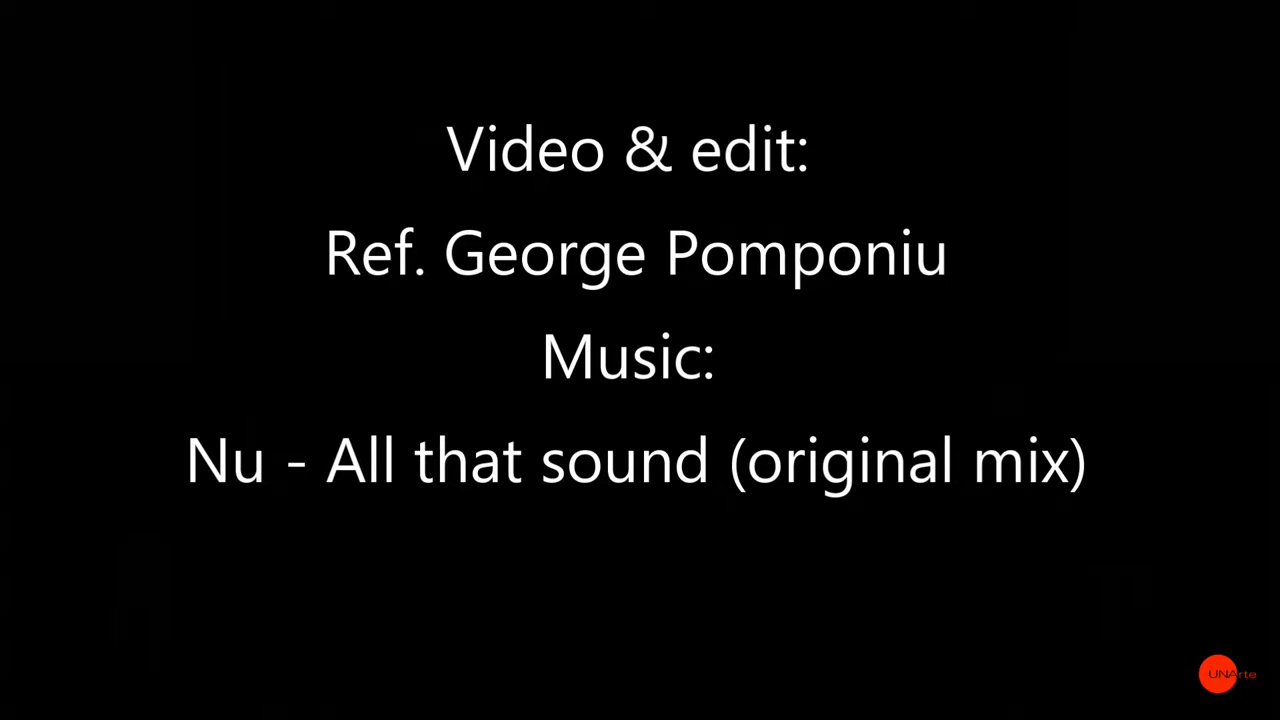 Video & edit:
Ref. George Pomponiu
Music:
Nu - All that sound (original mix)
UNArte